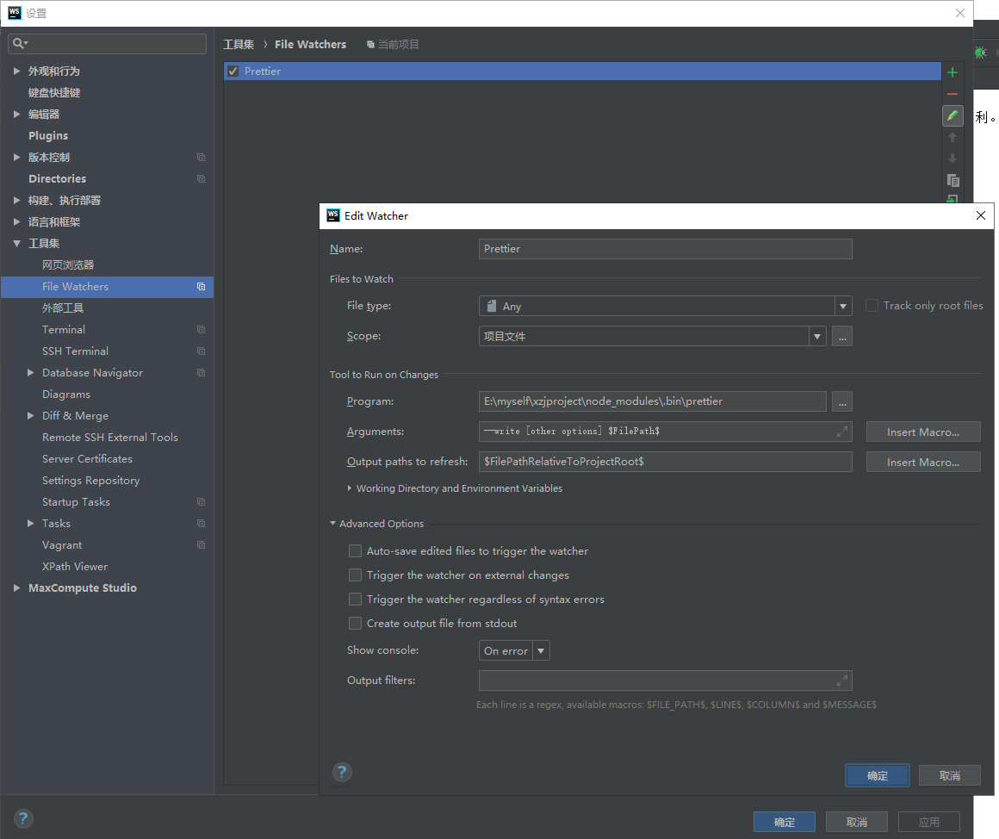 WS 设置
工具集 › File Watchers 当前项目
外观和行为
键盘快捷键
编辑器
Plugins
版本控制
Directories
构建、执行部署
语言和框架
工具集
网页浏览器
File Watchers
外部工具
Terminal
SSH Terminal
Database Navigator
Diagrams
Diff & Merge
Remote SSH External Tools
Server Certificates
Settings Repository
Startup Tasks
Tasks
Vagrant
XPath Viewer
MaxCompute Studio
Prettier
利。
WS Edit Watcher
Name: Prettier
Files to Watch
File type: Any Track only root files
Scope: 项目文件 ...
Tool to Run on Changes
Program: E:\myself\xzjproject\node_modules\.bin\prettier ...
Arguments: --write [other options] $FilePath$ Insert Macro...
Output paths to refresh: $FilePathRelativeToProjectRoot$ Insert Macro...
Working Directory and Environment Variables
Advanced Options
Auto-save edited files to trigger the watcher
Trigger the watcher on external changes
Trigger the watcher regardless of syntax errors
Create output file from stdout
Show console: On error
Output filters:
Each line is a regex, available macros: $FILE_PATH$, $LINE$, $COLUMN$ and $MESSAGE$
? 确定 取消
? 确定 取消 应用